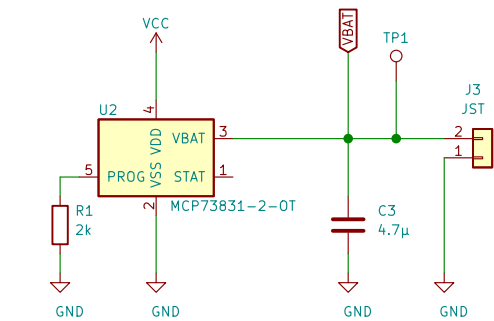 VBAT
VCC
TP1
J3
JST
U2
4
VDD
VBAT
3
2
1
5
PROG
VSS
STAT
1
2
MCP73831-2-OT
R1
2k
C3
4.7µ
GND
GND
GND
GND